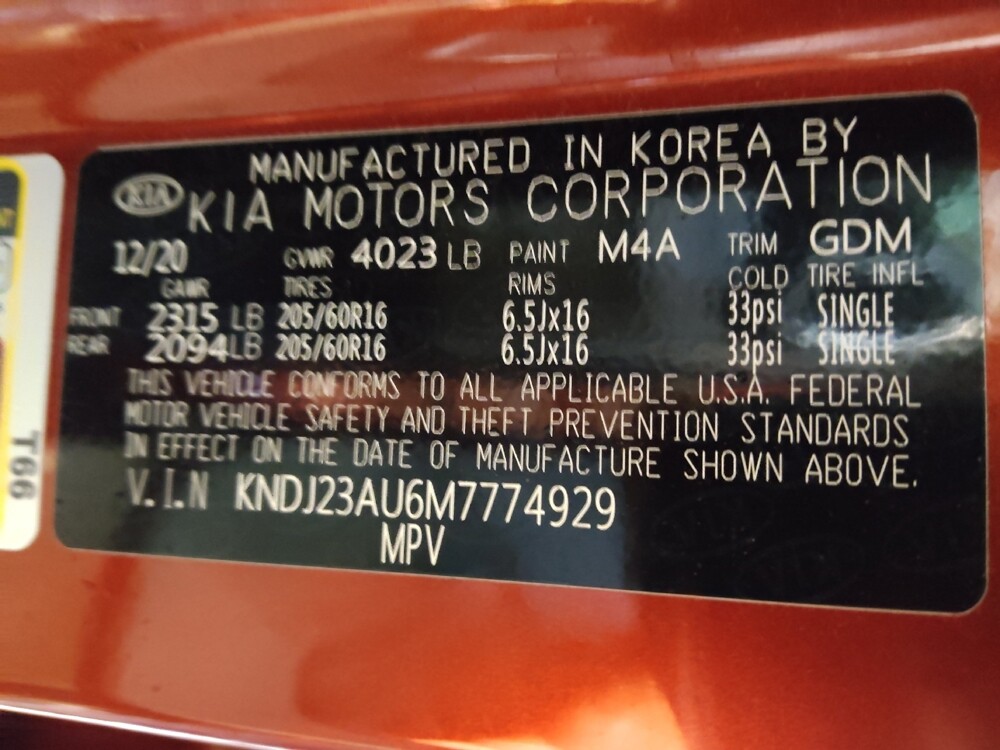 MANUFACTURED IN KOREA BY
KIA KIA MOTORS CORPORATION
12/20 GVWR 4023 LB PAINT M4A TRIM GDM
GAWR TIRES RIMS COLD TIRE INFL
FRONT 2315 LB 205/60R16 6.5Jx16 33psi SINGLE
REAR 2094 LB 205/60R16 6.5Jx16 33psi SINGLE
THIS VEHICLE CONFORMS TO ALL APPLICABLE U.S.A. FEDERAL
MOTOR VEHICLE SAFETY AND THEFT PREVENTION STANDARDS
IN EFFECT ON THE DATE OF MANUFACTURE SHOWN ABOVE.
V.I.N KNDJ23AU6M7774929
MPV
T66